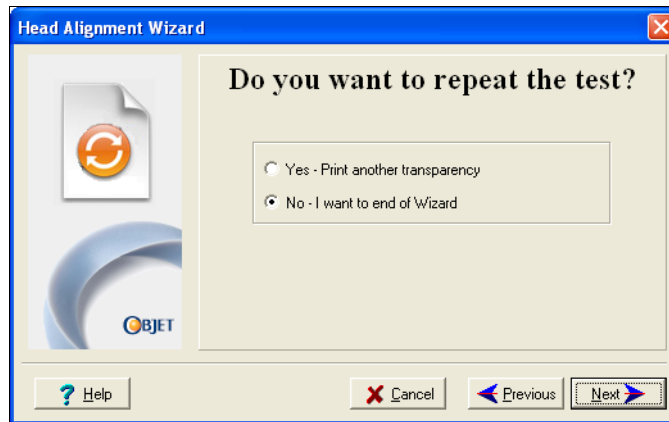 Head Alignment Wizard
Do you want to repeat the test?
Yes - Print another transparency
No - I want to end of Wizard
OBJET
? Help
Cancel
Previous
Next